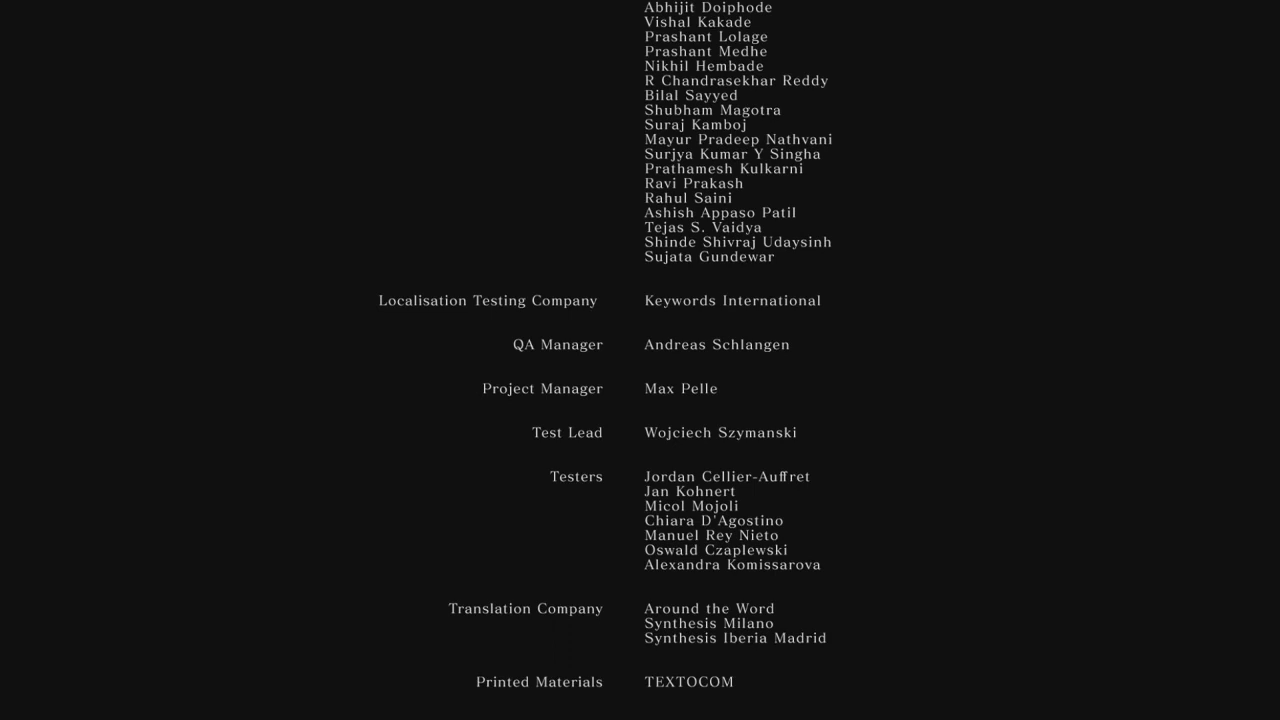 Abhijit Doiphode
Vishal Kakade
Prashant Lolage
Prashant Medhe
Nikhil Hembade
R Chandrasekhar Reddy
Bilal Sayyed
Shubham Magotra
Suraj Kamboj
Mayur Pradeep Nathvani
Surjya Kumar Y Singha
Prathamesh Kulkarni
Ravi Prakash
Rahul Saini
Ashish Appaso Patil
Tejas S. Vaidya
Shinde Shivraj Udaysinh
Sujata Gundewar
Localisation Testing Company Keywords International
QA Manager Andreas Schlangen
Project Manager Max Pelle
Test Lead Wojciech Szymanski
Testers Jordan Cellier-Auffret
Jan Kohnert
Micol Mojoli
Chiara D'Agostino
Manuel Rey Nieto
Oswald Czaplewski
Alexandra Komissarova
Translation Company Around the Word
Synthesis Milano
Synthesis Iberia Madrid
Printed Materials TEXTOCOM